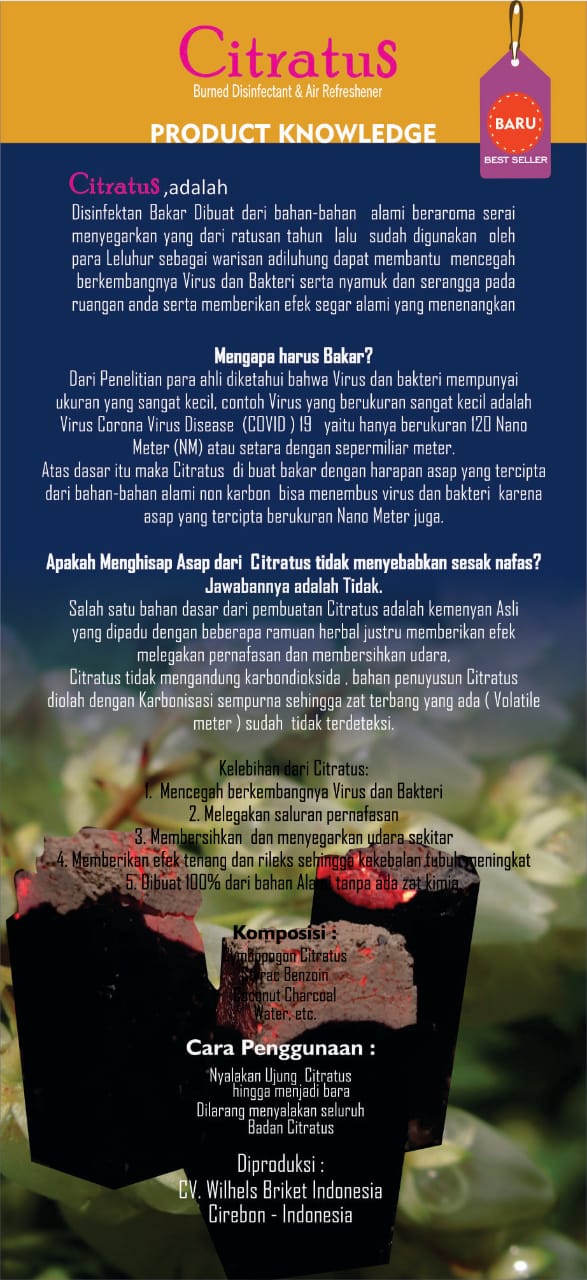 Citratus
Burned Disinfectant & Air Refreshener
PRODUCT KNOWLEDGE
BARU
BEST SELLER
Citratus ,adalah
Disinfektan Bakar Dibuat dari bahan-bahan alami beraroma serai
menyegarkan yang dari ratusan tahun lalu sudah digunakan oleh
para Leluhur sebagai warisan adiluhung dapat membantu mencegah
berkembangnya Virus dan Bakteri serta nyamuk dan serangga pada
ruangan anda serta memberikan efek segar alami yang menenangkan
Mengapa harus Bakar?
Dari Penelitian para ahli diketahui bahwa Virus dan bakteri mempunyai
ukuran yang sangat kecil, contoh Virus yang berukuran sangat kecil adalah
Virus Corona Virus Disease (COVID ) 19 yaitu hanya berukuran 120 Nano
Meter (NM) atau setara dengan sepermiliar meter.
Atas dasar itu maka Citratus di buat bakar dengan harapan asap yang tercipta
dari bahan-bahan alami non karbon bisa menembus virus dan bakteri karena
asap yang tercipta berukuran Nano Meter juga.
Apakah Menghisap Asap dari Citratus tidak menyebabkan sesak nafas?
Jawabannya adalah Tidak.
Salah satu bahan dasar dari pembuatan Citratus adalah kemenyan Asli
yang dipadu dengan beberapa ramuan herbal justru memberikan efek
melegakan pernafasan dan membersihkan udara,
Citratus tidak mengandung karbondioksida , bahan penuyusun Citratus
diolah dengan Karbonisasi sempurna sehingga zat terbang yang ada ( Volatile
meter ) sudah tidak terdeteksi.
Kelebihan dari Citratus:
1. Mencegah berkembangnya Virus dan Bakteri
2. Melegakan saluran pernafasan
3. Membersihkan dan menyegarkan udara sekitar
4. Memberikan efek tenang dan rileks sehingga kekebalan tubuh meningkat
5. Dibuat 100% dari bahan Alami tanpa ada zat kimia
Komposisi :
Cymbopogon Citratus
Benzoin
Coconut Charcoal
Water, etc.
Cara Penggunaan :
Nyalakan Ujung Citratus
hingga menjadi bara
Dilarang menyalakan seluruh
Badan Citratus
Diproduksi :
CV. Wilhels Briket Indonesia
Cirebon - Indonesia